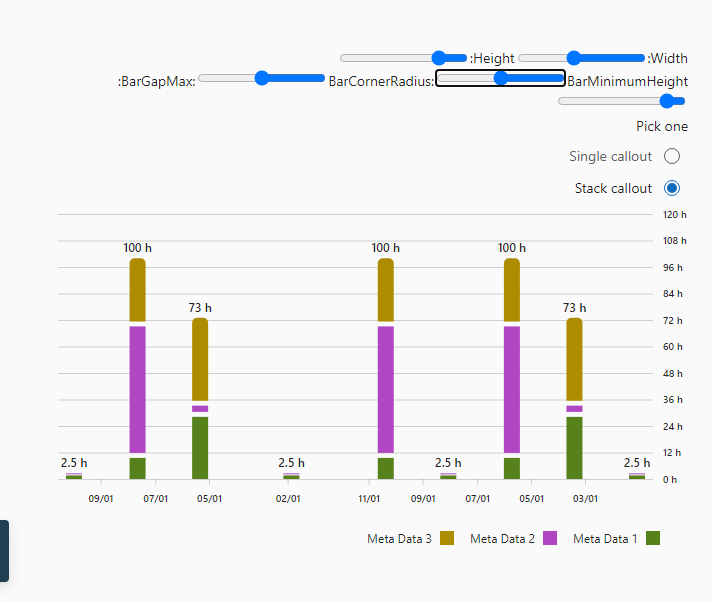 :Height :Width
:BarGapMax: BarCornerRadius: BarMinimumHeight
Pick one
Single callout
Stack callout
120 h
108 h
100 h 100 h 100 h
96 h
84 h
73 h 73 h
72 h
60 h
48 h
36 h
24 h
2.5 h 2.5 h 2.5 h 2.5 h
12 h
0 h
09/01 07/01 05/01 02/01 11/01 09/01 07/01 05/01 03/01
Meta Data 3 Meta Data 2 Meta Data 1